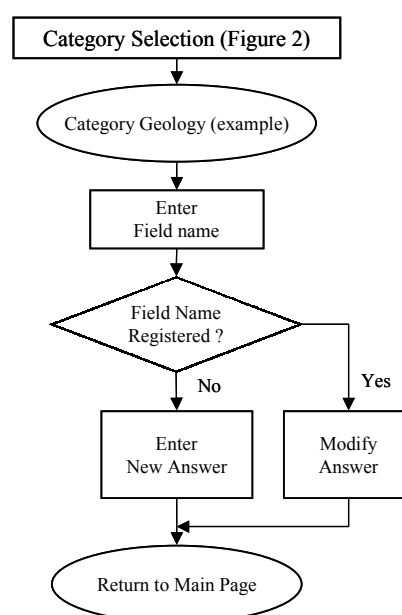 Category Selection (Figure 2)
Category Geology (example)
Enter
Field name
Field Name
Registered ?
No
Yes
Enter
New Answer
Modify
Answer
Return to Main Page